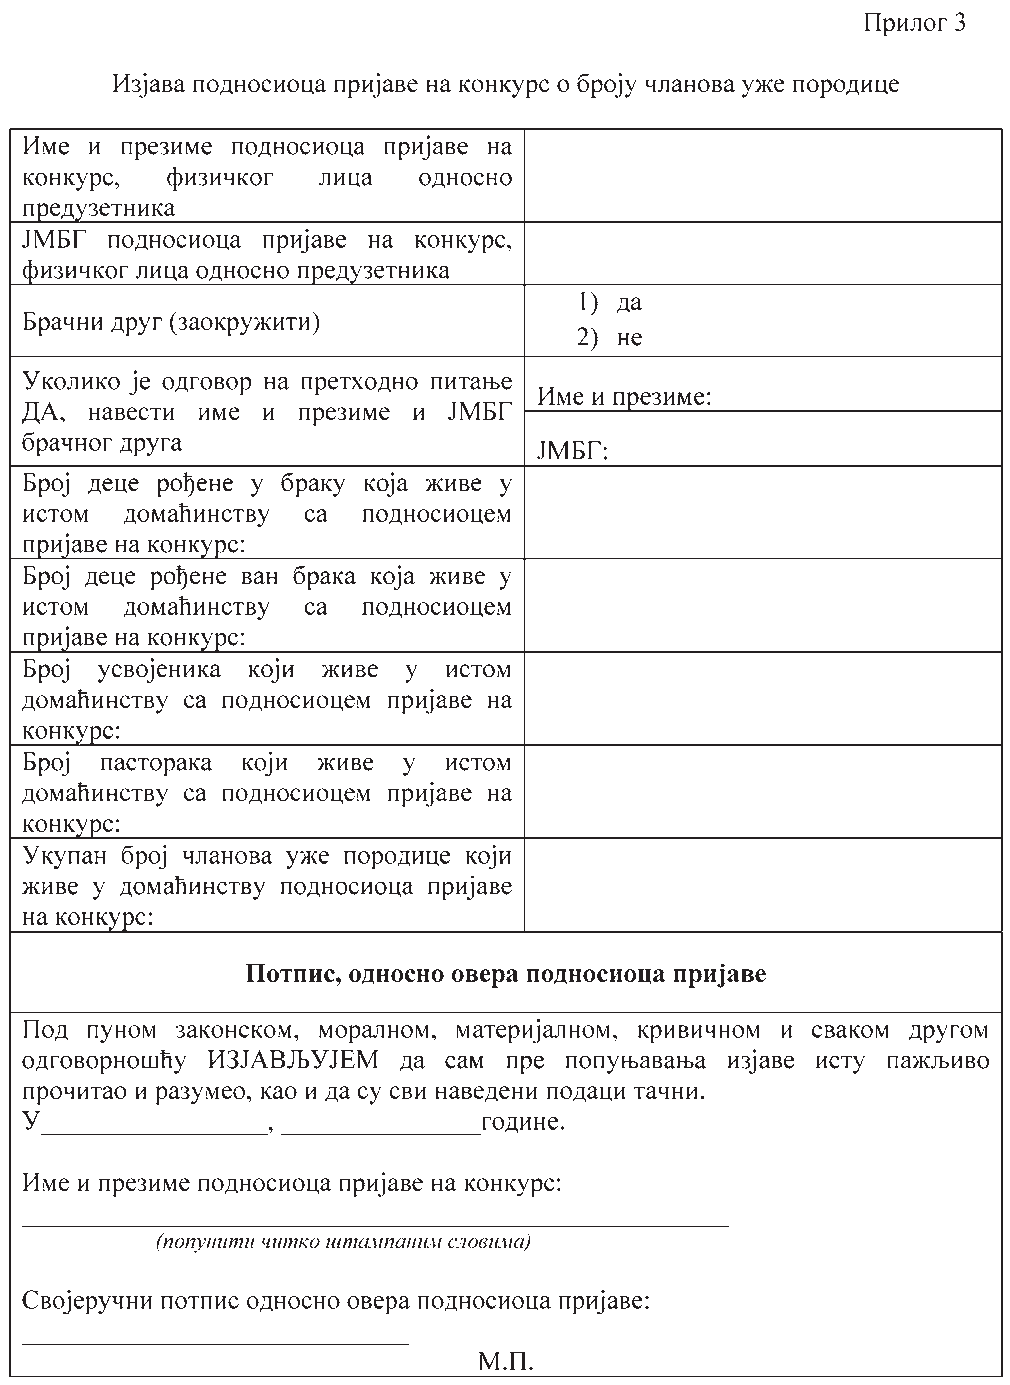 Прилог 3
Изјава подносиоца пријаве на конкурс о броју чланова уже породице
Име и презиме подносиоца пријаве на
конкурс, физичког лица односно
предузетника
ЈМБГ подносиоца пријаве на конкурс,
физичког лица односно предузетника
Брачни друг (заокружити)
1) да
2) не
Уколико је одговор на претходно питање
ДА, навести име и презиме и ЈМБГ
брачног друга
Име и презиме:
ЈМБГ:
Број деце рођене у браку која живе у
истом домаћинству са подносиоцем
пријаве на конкурс:
Број деце рођене ван брака која живе у
истом домаћинству са подносиоцем
пријаве на конкурс:
Број усвојеника који живе у истом
домаћинству са подносиоцем пријаве на
конкурс:
Број пасторака који живе у истом
домаћинству са подносиоцем пријаве на
конкурс:
Укупан број чланова уже породице који
живе у домаћинству подносиоца пријаве
на конкурс:
Потпис, односно овера подносиоца пријаве
Под пуном законском, моралном, материјалном, кривичном и сваком другом
одговорношћу ИЗЈАВЉУЈЕМ да сам пре попуњавања изјаве исту пажљиво
прочитао и разумео, као и да су сви наведени подаци тачни.
У_________________, _______________године.
Име и презиме подносиоца пријаве на конкурс:
(попунити читко штампаним словима)
Својеручни потпис односно овера подносиоца пријаве:
М.П.